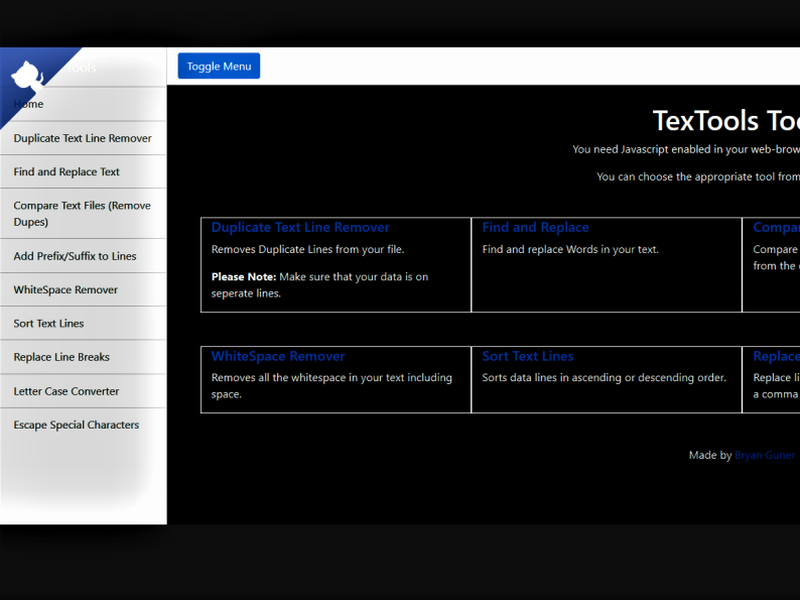 Tools
Toggle Menu
Home
Duplicate Text Line Remover
Find and Replace Text
Compare Text Files (Remove
Dupes)
Add Prefix/Suffix to Lines
WhiteSpace Remover
Sort Text Lines
Replace Line Breaks
Letter Case Converter
Escape Special Characters
TexTools Too
You need Javascript enabled in your web-brow
You can choose the appropriate tool from
Duplicate Text Line Remover
Removes Duplicate Lines from your file.
Please Note: Make sure that your data is on
seperate lines.
Find and Replace
Find and replace Words in your text.
Compar
Compare
from the
WhiteSpace Remover
Removes all the whitespace in your text including
space.
Sort Text Lines
Sorts data lines in ascending or descending order.
Replace
Replace li
a comma
Made by Bryan Guner